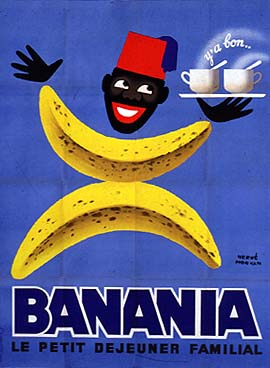 y'a bon..
HERVÉ
MORVAN
BANANIA
LE PETIT DEJEUNER FAMILIAL